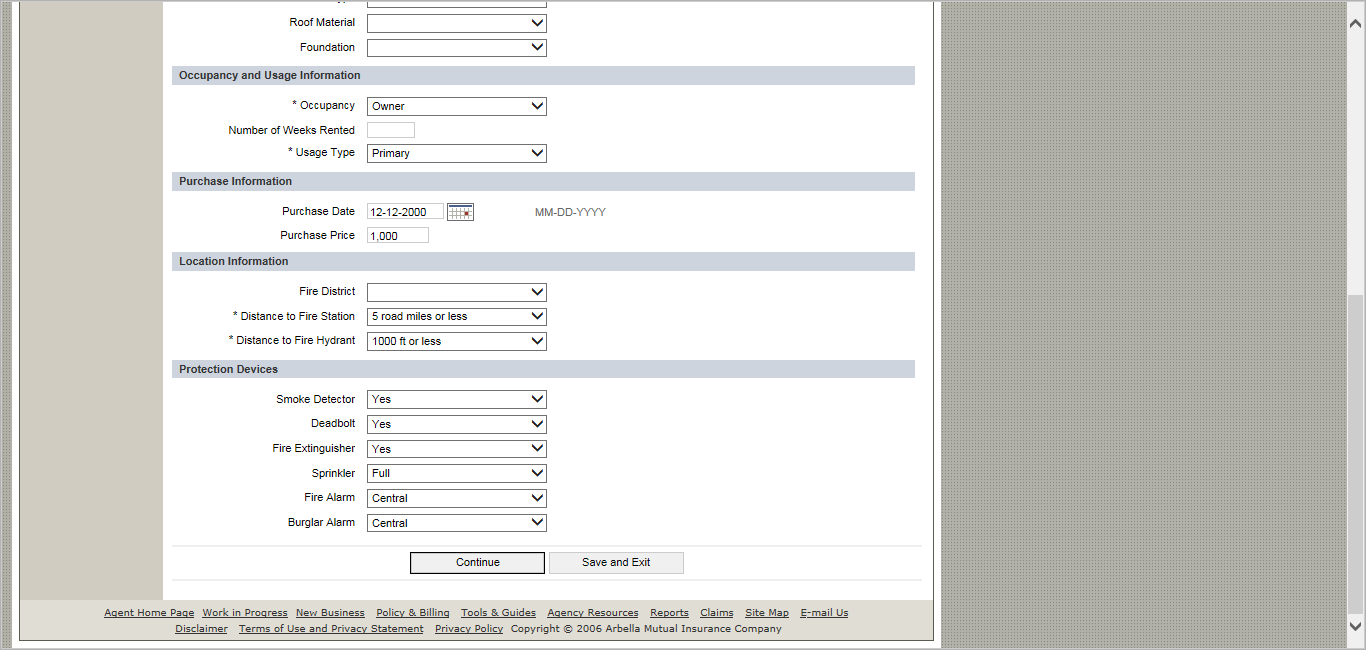 Roof Material
Foundation
Occupancy and Usage Information
* Occupancy Owner
Number of Weeks Rented
* Usage Type Primary
Purchase Information
Purchase Date 12-12-2000 MM-DD-YYYY
Purchase Price 1,000
Location Information
Fire District
* Distance to Fire Station 5 road miles or less
* Distance to Fire Hydrant 1000 ft or less
Protection Devices
Smoke Detector Yes
Deadbolt Yes
Fire Extinguisher Yes
Sprinkler Full
Fire Alarm Central
Burglar Alarm Central
Continue Save and Exit
Agent Home Page Work in Progress New Business Policy & Billing Tools & Guides Agency Resources Reports Claims Site Map E-mail Us
Disclaimer Terms of Use and Privacy Statement Privacy Policy Copyright © 2006 Arbella Mutual Insurance Company